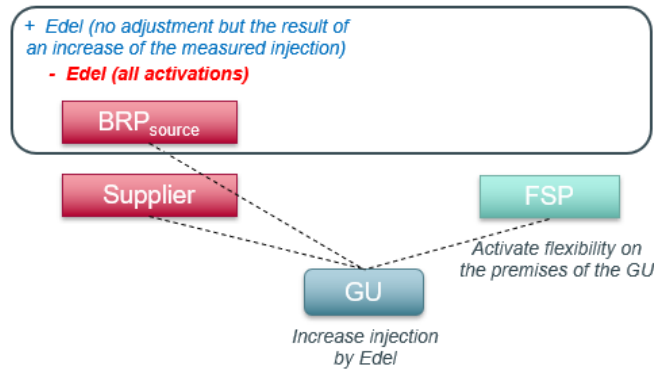 + Edel (no adjustment but the result of
an increase of the measured injection)
- Edel (all activations)
BRPsource
Supplier
FSP
Activate flexibility on
the premises of the GU
GU
Increase injection
by Edel